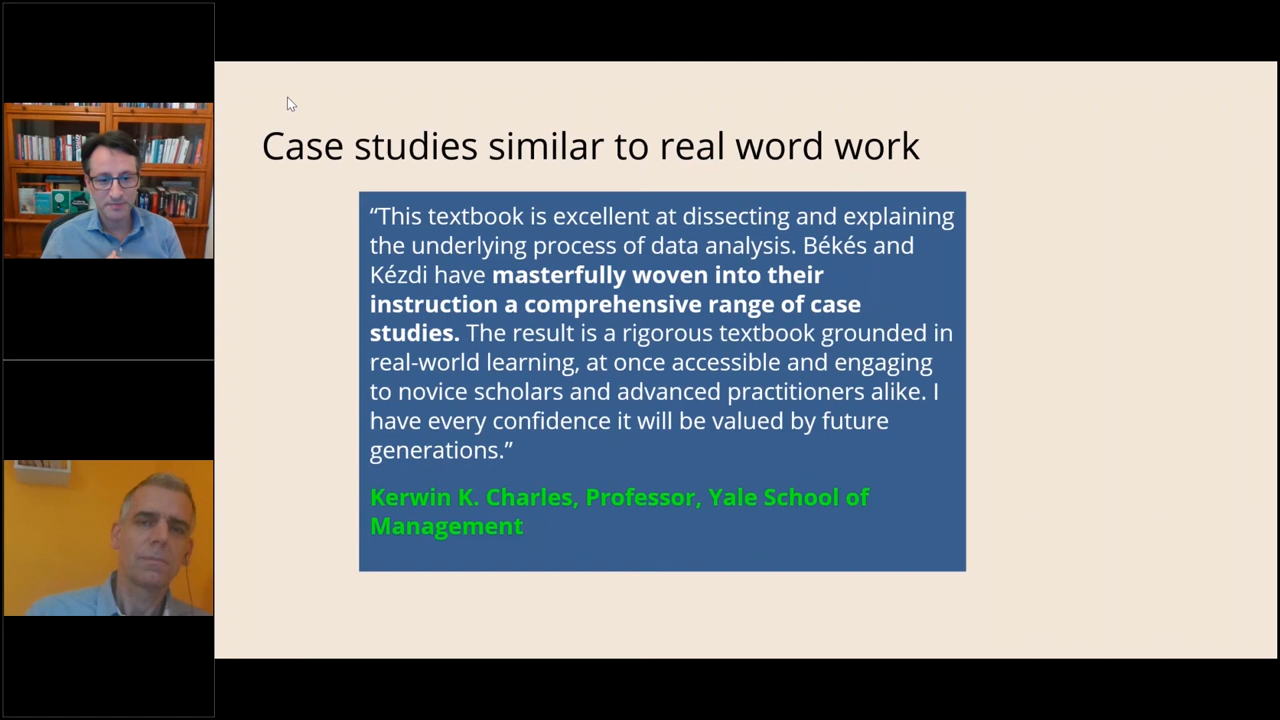 Case studies similar to real word work
“This textbook is excellent at dissecting and explaining
the underlying process of data analysis. Békés and
Kézdi have masterfully woven into their
instruction a comprehensive range of case
studies. The result is a rigorous textbook grounded in
real-world learning, at once accessible and engaging
to novice scholars and advanced practitioners alike. I
have every confidence it will be valued by future
generations.”
Kerwin K. Charles, Professor, Yale School of
Management